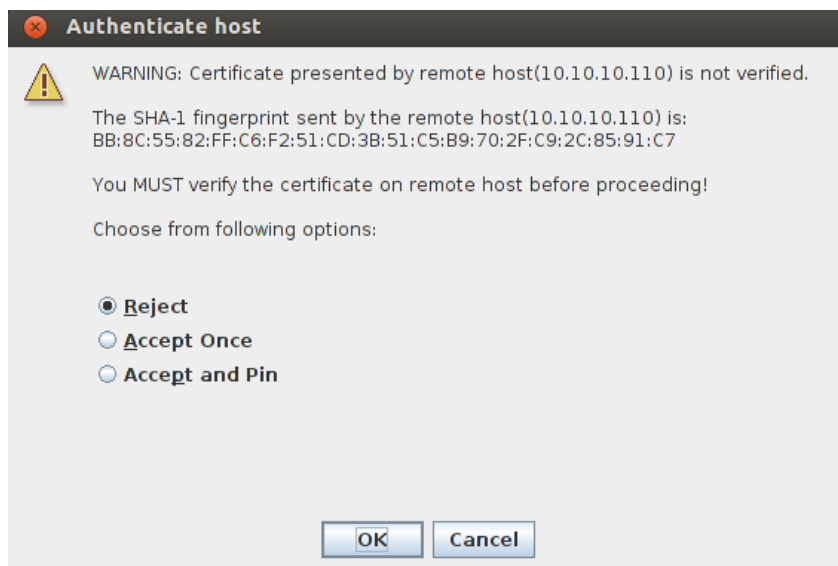 Authenticate host
WARNING: Certificate presented by remote host(10.10.10.110) is not verified.
The SHA-1 fingerprint sent by the remote host(10.10.10.110) is:
BB:8C:55:82:FF:C6:F2:51:CD:3B:51:C5:B9:70:2F:C9:2C:85:91:C7
You MUST verify the certificate on remote host before proceeding!
Choose from following options:
Reject
Accept Once
Accept and Pin
OK Cancel